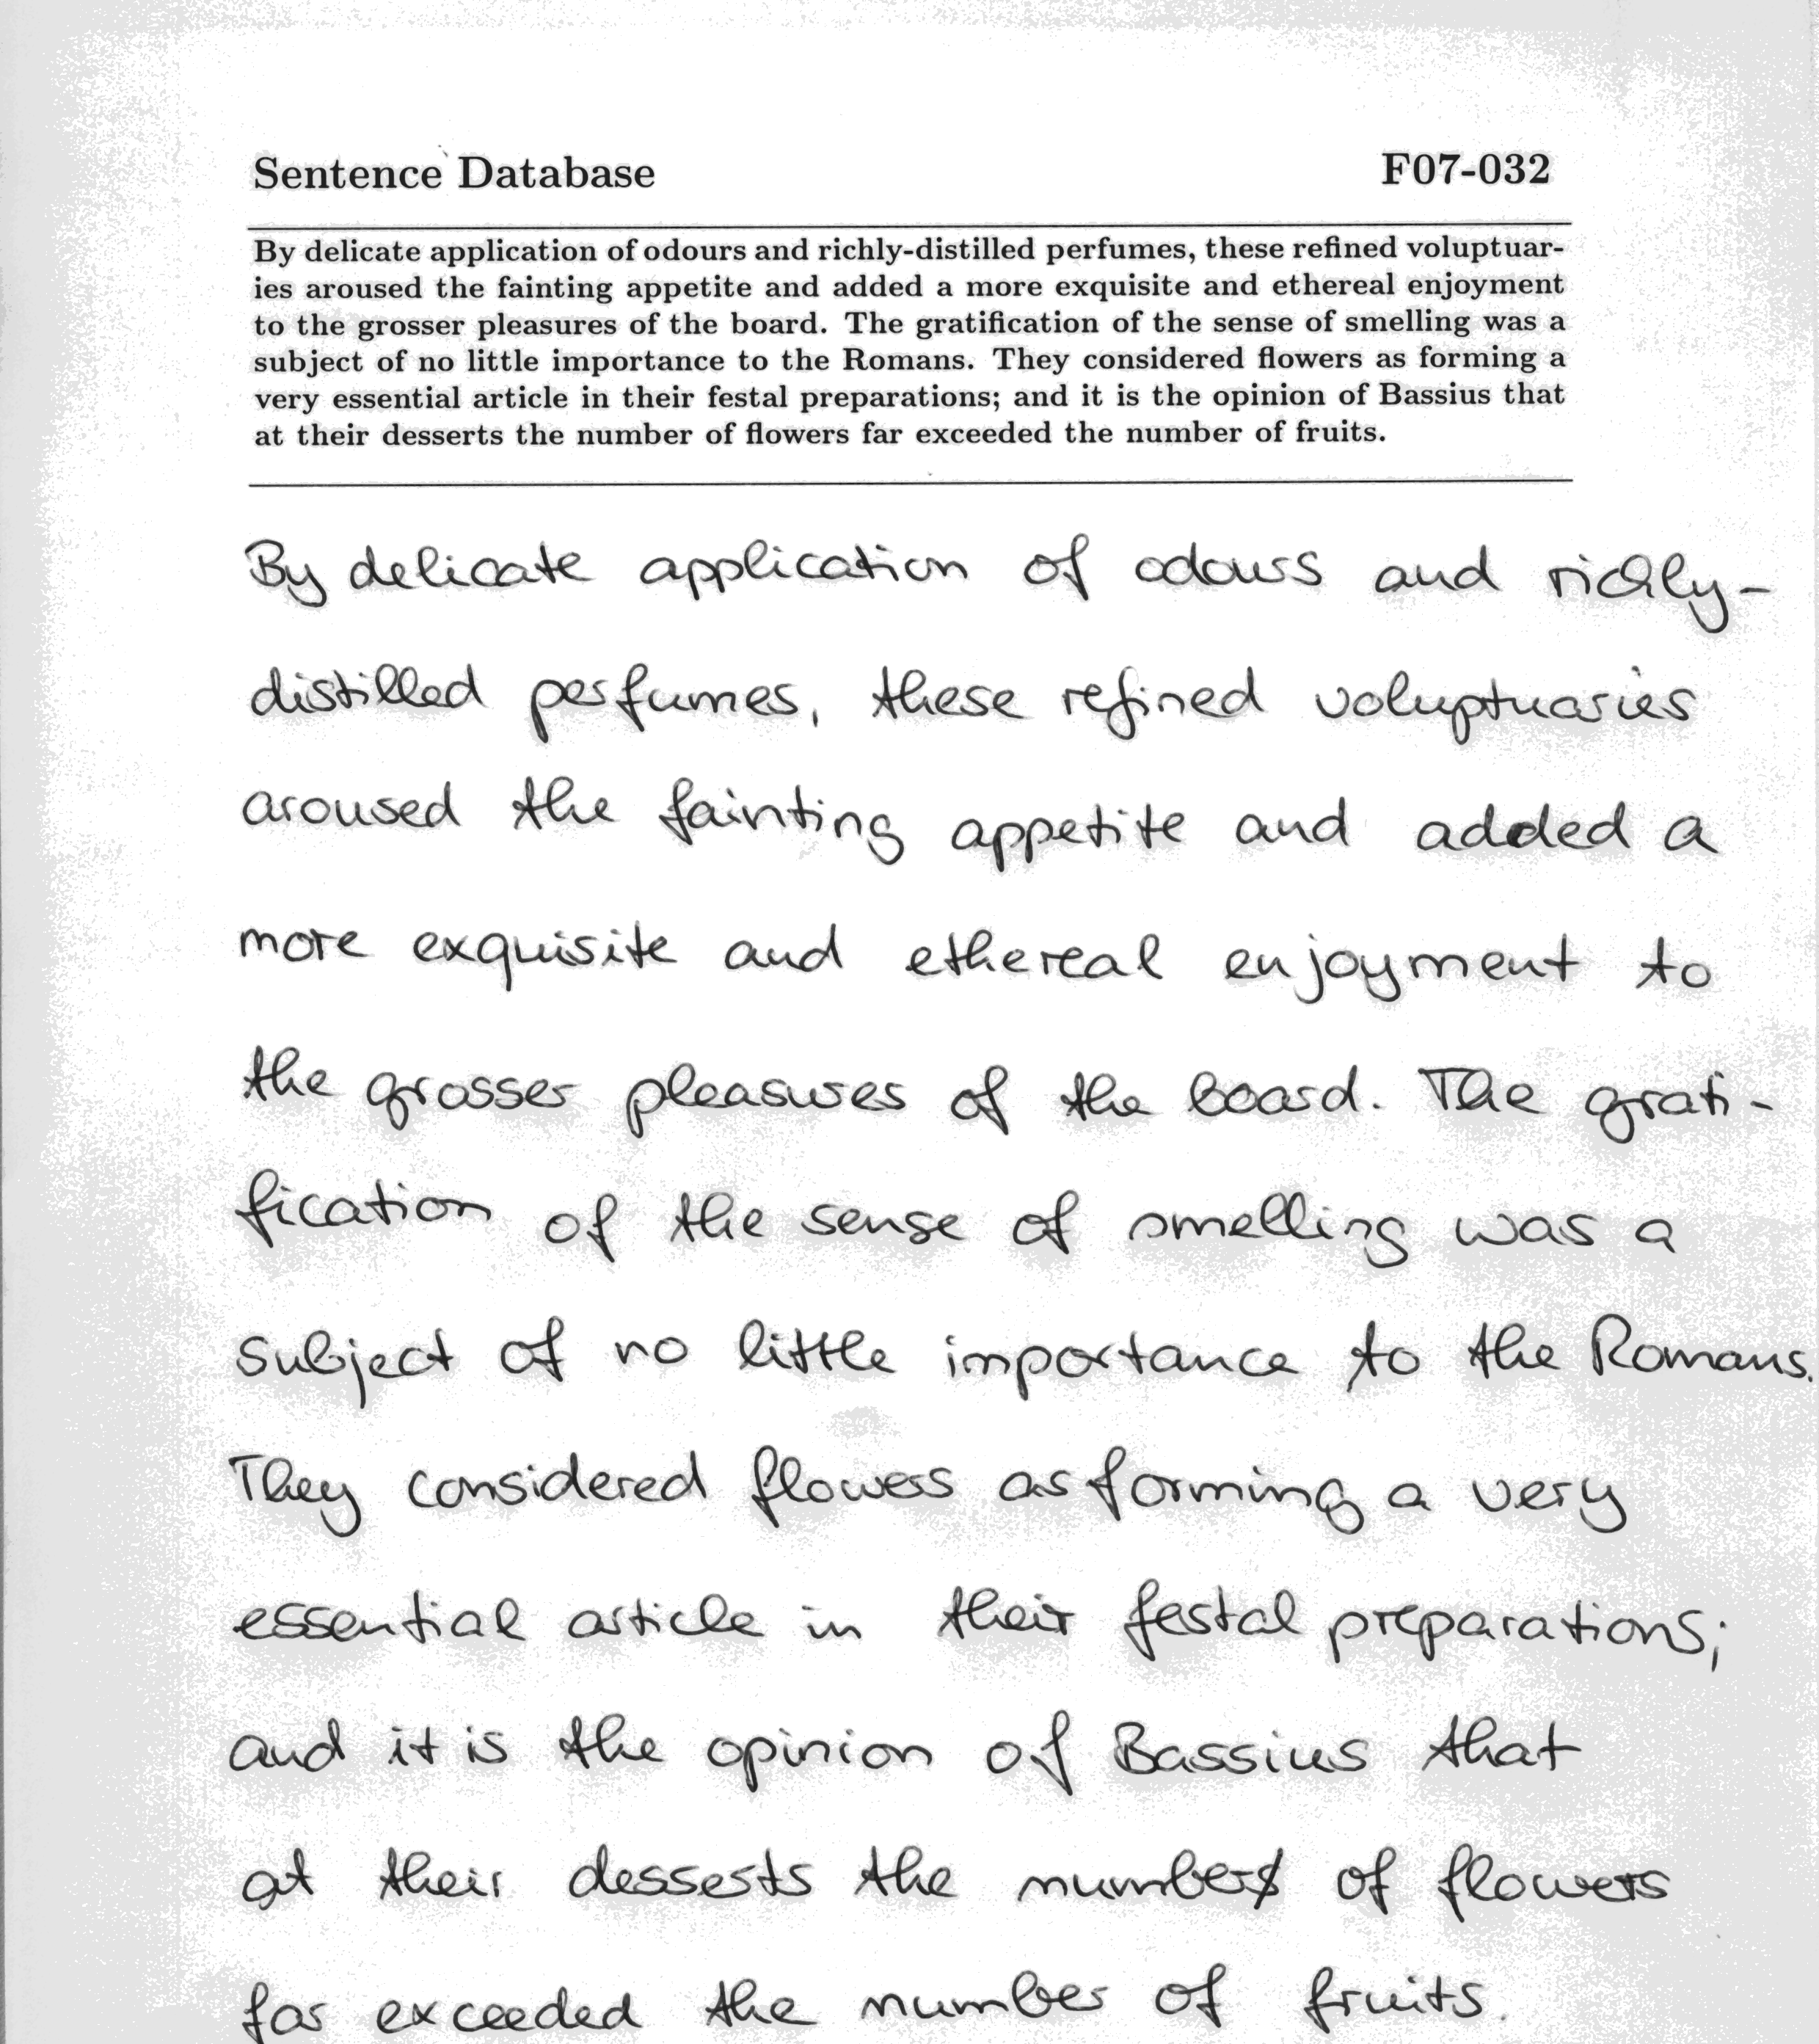 Sentence Database F07-032
By delicate application of odours and richly-distilled perfumes, these refined voluptuar-
ies aroused the fainting appetite and added a more exquisite and ethereal enjoyment
to the grosser pleasures of the board. The gratification of the sense of smelling was a
subject of no little importance to the Romans. They considered flowers as forming a
very essential article in their festal preparations; and it is the opinion of Bassius that
at their desserts the number of flowers far exceeded the number of fruits.
By delicate application of odours and richly-
distilled perfumes, these refined voluptuaries
aroused the fainting appetite and added a
more exquisite and ethereal enjoyment to
the grosser pleasures of the board. The grati-
fication of the sense of smelling was a
subject of no little importance to the Romans.
They considered flowers as forming a very
essential article in their festal preparations;
and it is the opinion of Bassius that
at their desserts the number of flowers
far exceeded the number of fruits.